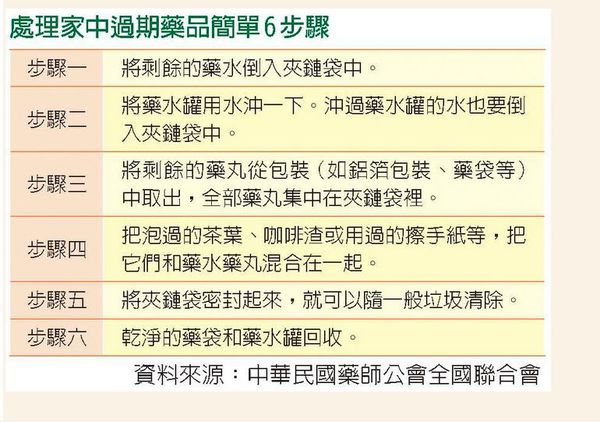 處理家中過期藥品簡單6步驟
步驟一
將剩餘的藥水倒入夾鏈袋中。
步驟二
將藥水罐用水沖一下。沖過藥水罐的水也要倒
入夾鏈袋中。
步驟三
將剩餘的藥丸從包裝（如鋁箔包裝、藥袋等）
中取出，全部藥丸集中在夾鏈袋裡。
步驟四
把泡過的茶葉、咖啡渣或用過的擦手紙等，把
它們和藥水藥丸混合在一起。
步驟五
將夾鏈袋密封起來，就可以隨一般垃圾清除。
步驟六
乾淨的藥袋和藥水罐回收。
資料來源：中華民國藥師公會全國聯合會